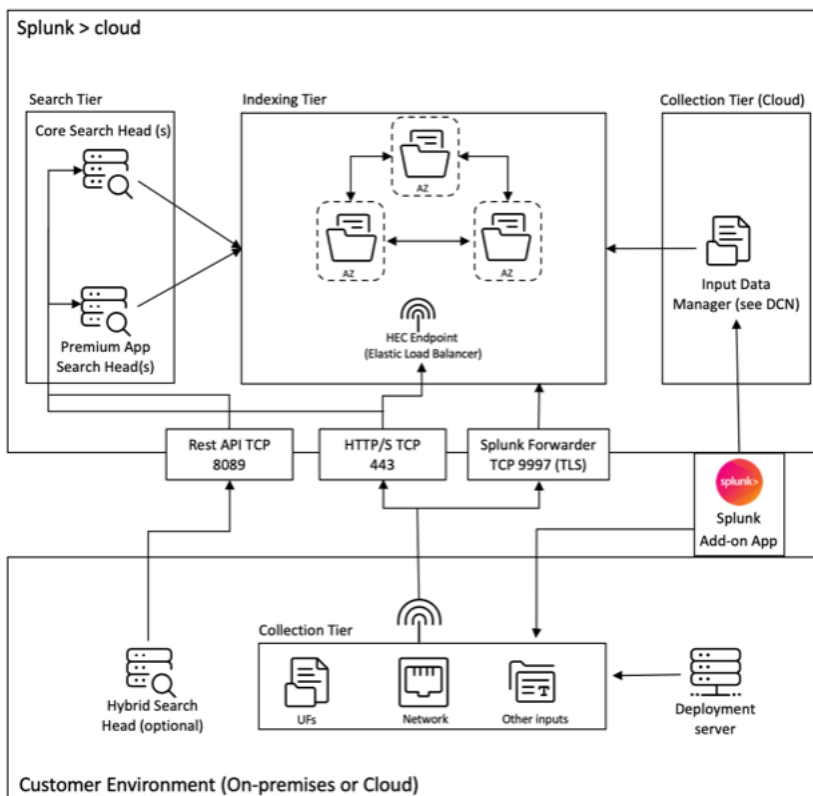 Splunk > cloud
Search Tier
Core Search Head (s)
Premium App
Search Head(s)
Indexing Tier
AZ
AZ
AZ
HEC Endpoint
(Elastic Load Balancer)
Collection Tier (Cloud)
Input Data
Manager (see DCN)
Rest API TCP
8089
HTTP/S TCP
443
Splunk Forwarder
TCP 9997 (TLS)
splunk>
Splunk
Add-on App
Collection Tier
Hybrid Search
Head (optional)
UFs
Network
T
Other inputs
Deployment
server
Customer Environment (On-premises or Cloud)